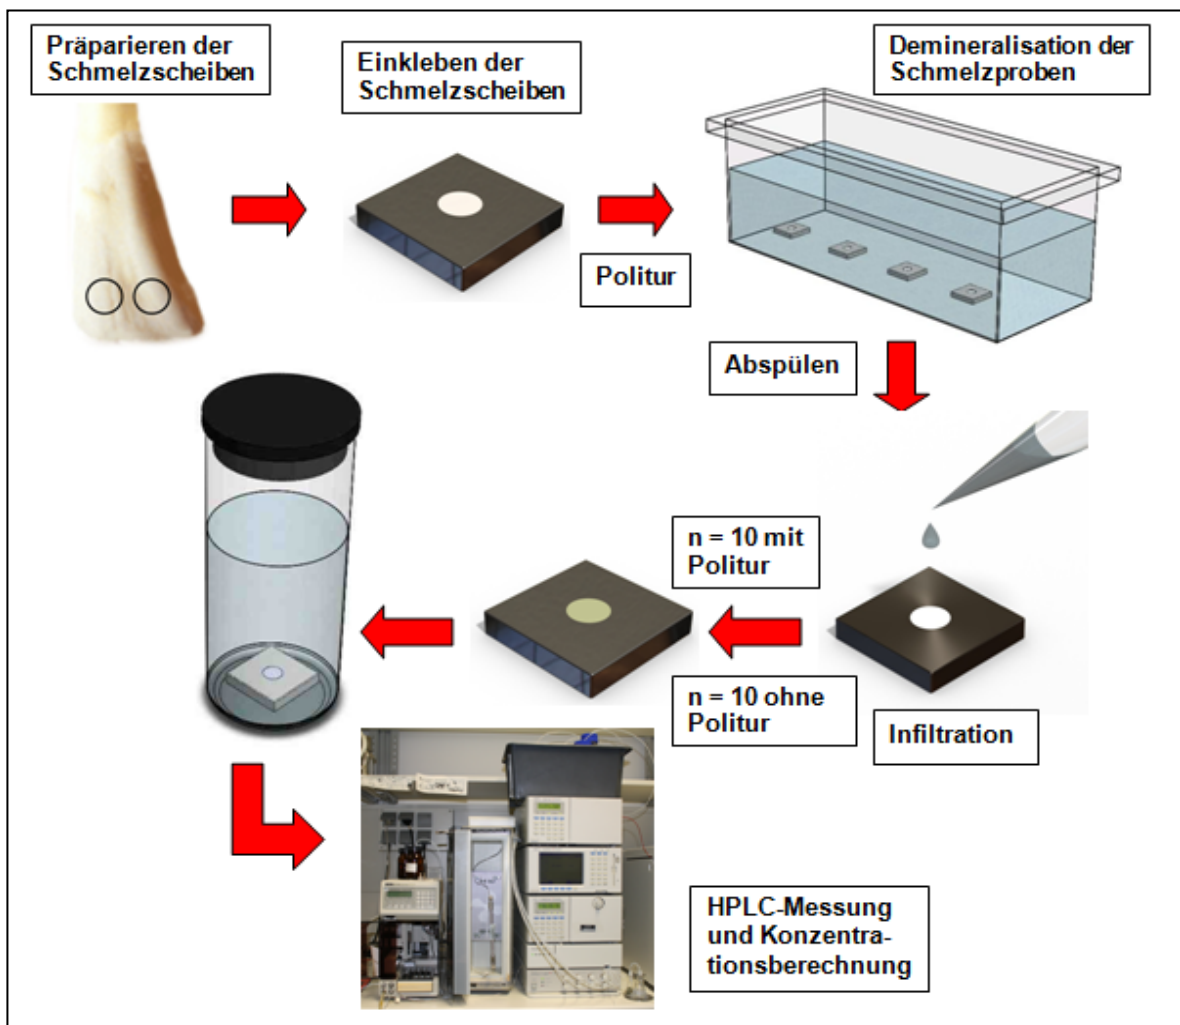 Präparieren der
Schmelzscheiben
Einkleben der
Schmelzscheiben
Demineralisation der
Schmelzproben
Politur
Abspülen
n = 10 mit
Politur
n = 10 ohne
Politur
Infiltration
HPLC-Messung
und Konzentra-
tionsberechnung